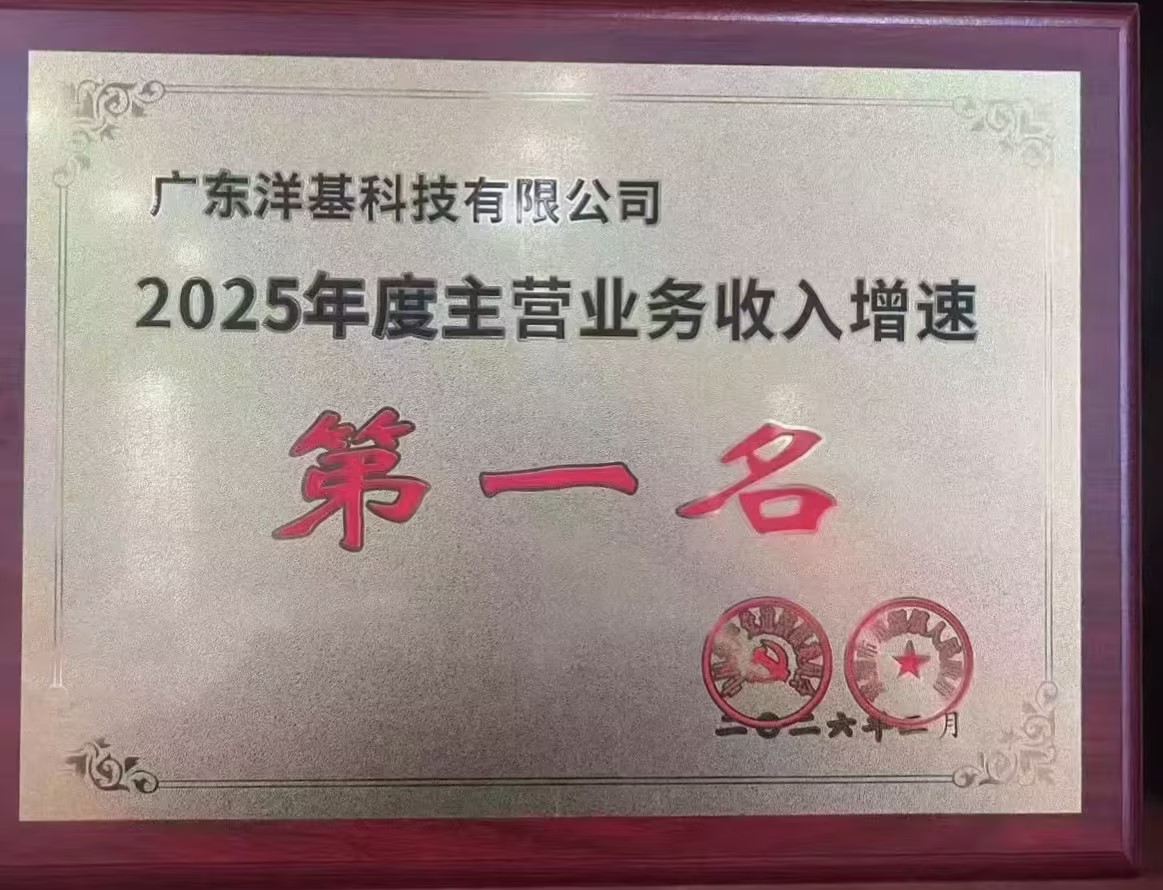 广东洋基科技有限公司
2025年度主营业务收入增速
第一名
二〇二六年二月